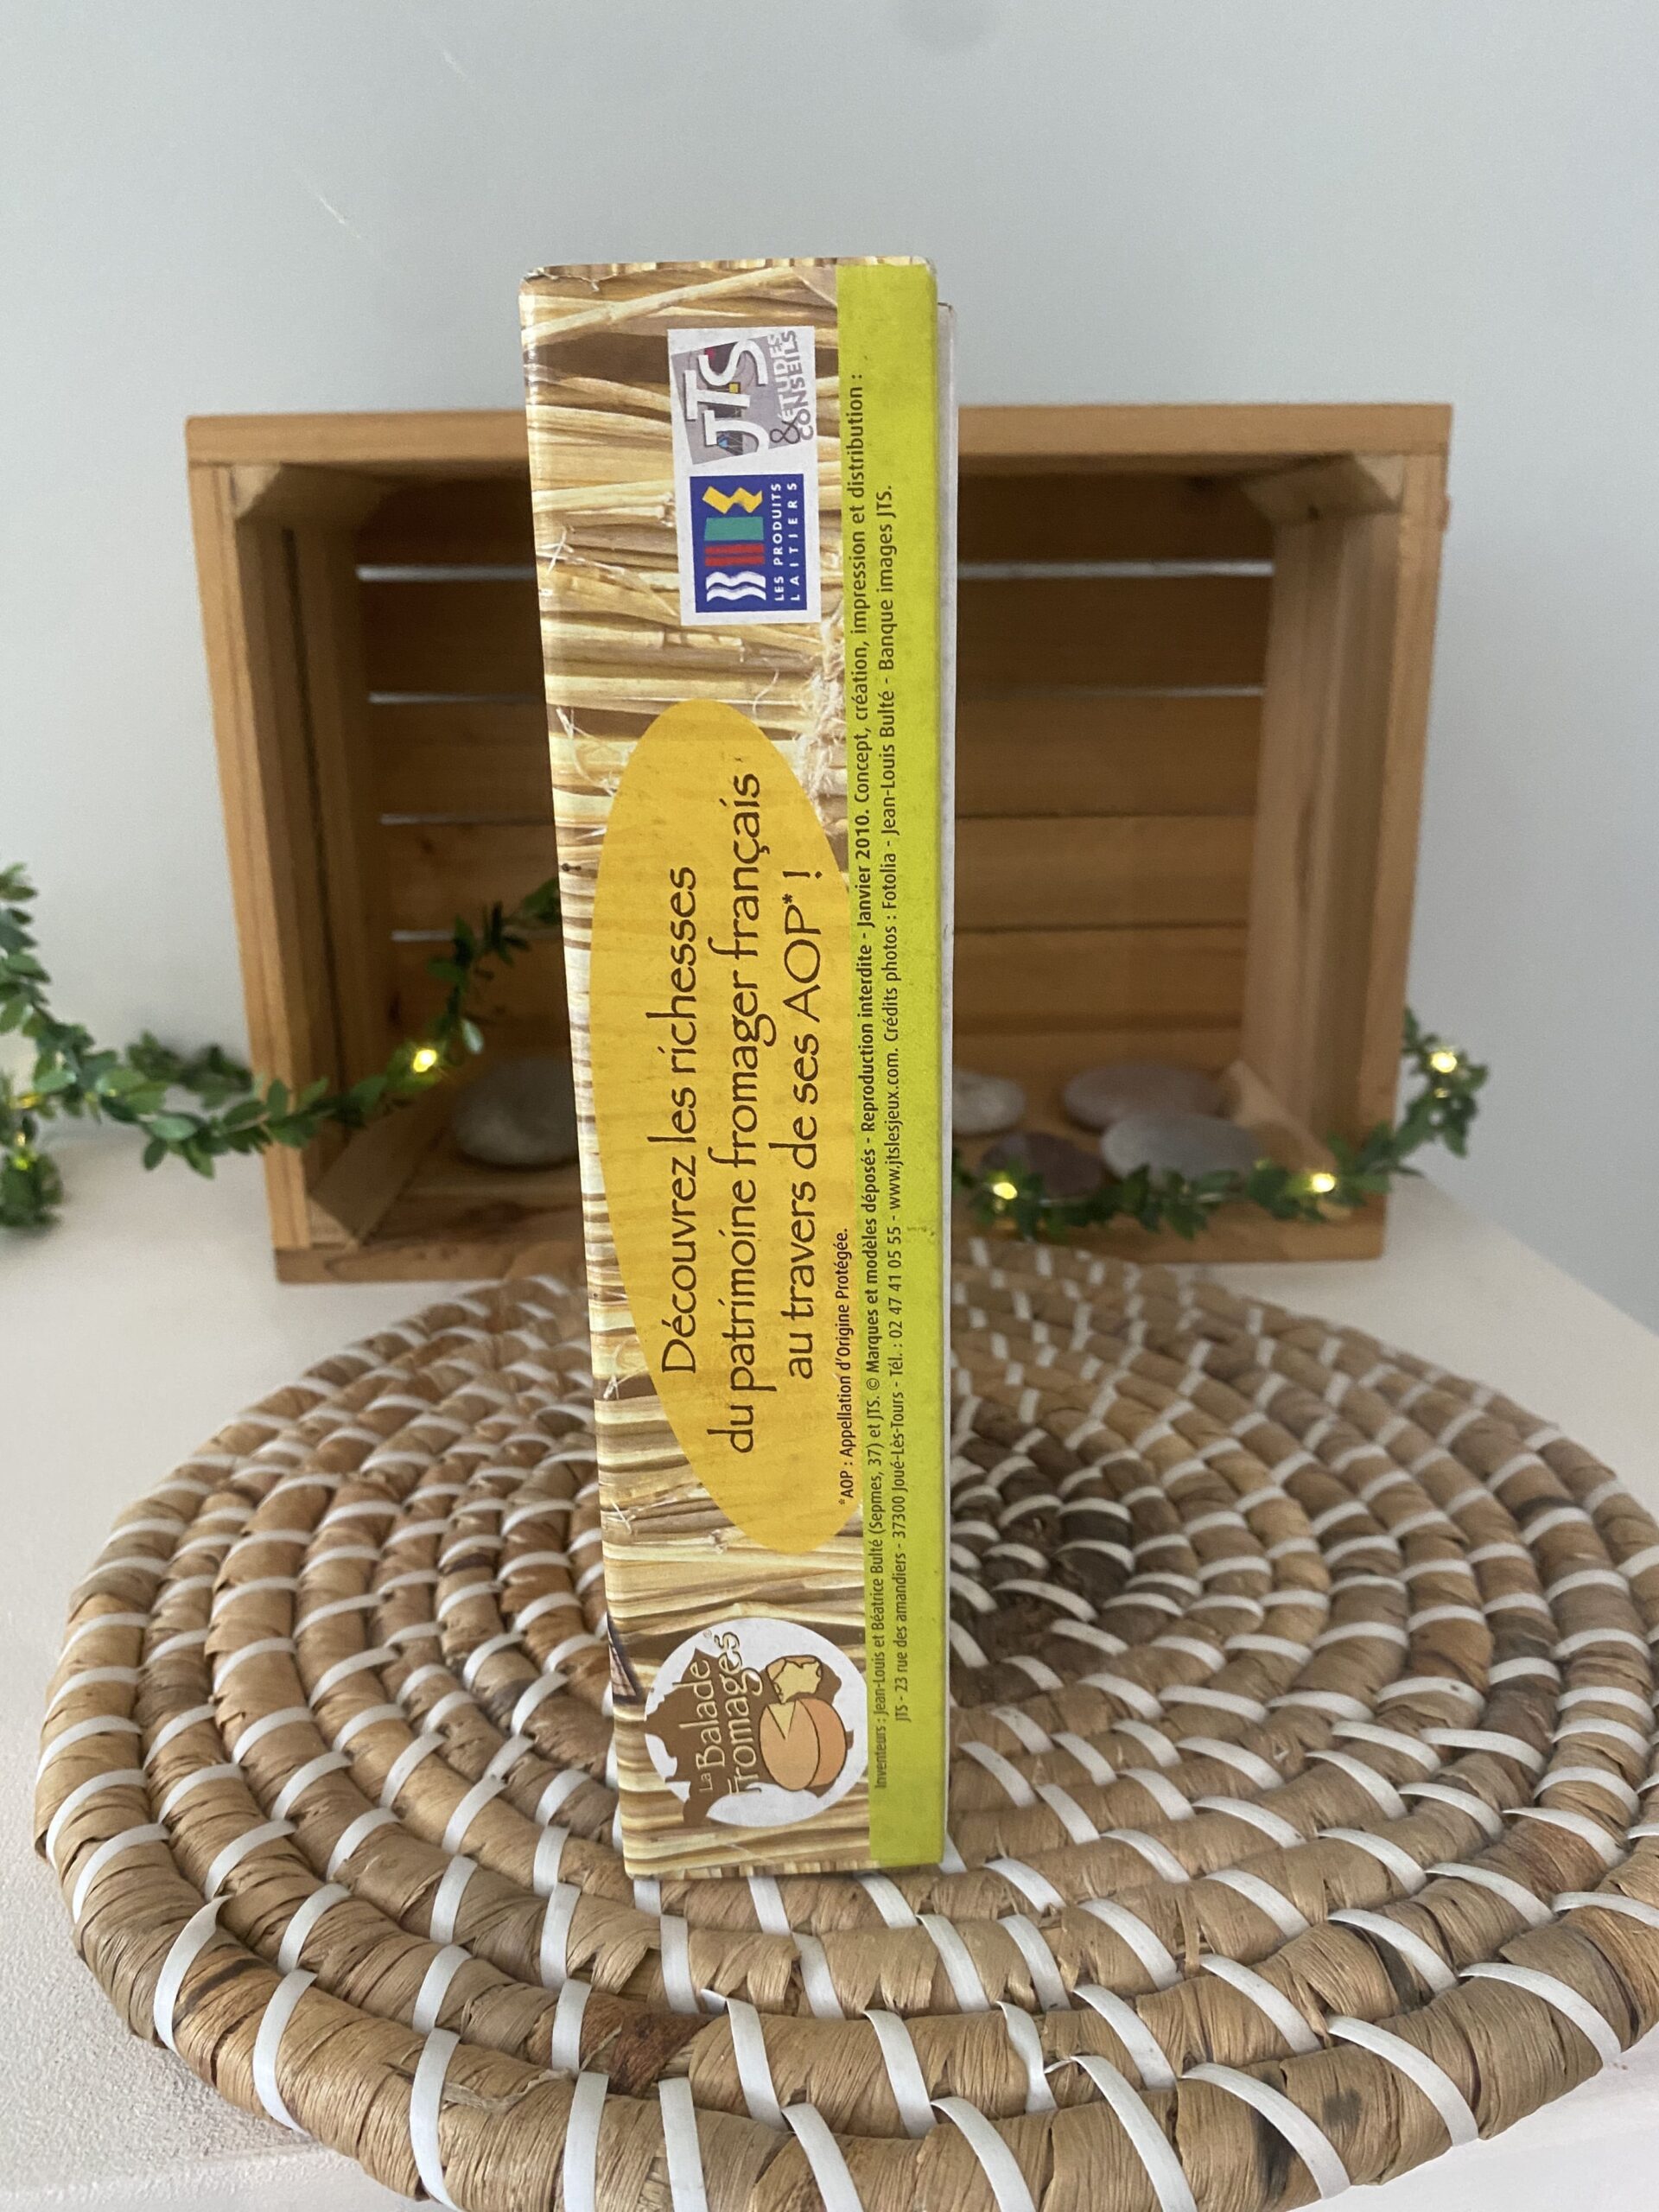 La Balade
Fromages®
Découvrez les richesses
du patrimoine fromager français
au travers de ses AOP* !
*AOP : Appellation d'Origine Protégée.
LES PRODUITS
LAITIERS
JTS
& ÉTUDES
CONSEILS
Inventeurs : Jean-Louis et Béatrice Bulté (Sepmes, 37) et JTS. © Marques et modèles déposés - Reproduction interdite - Janvier 2010. Concept, création, impression et distribution :
JTS - 23 rue des amandiers - 37300 Joué-Lès-Tours - Tél. : 02 47 41 05 55 - www.jtslesjeux.com. Crédits photos : Fotolia - Jean-Louis Bulté - Banque images JTS.